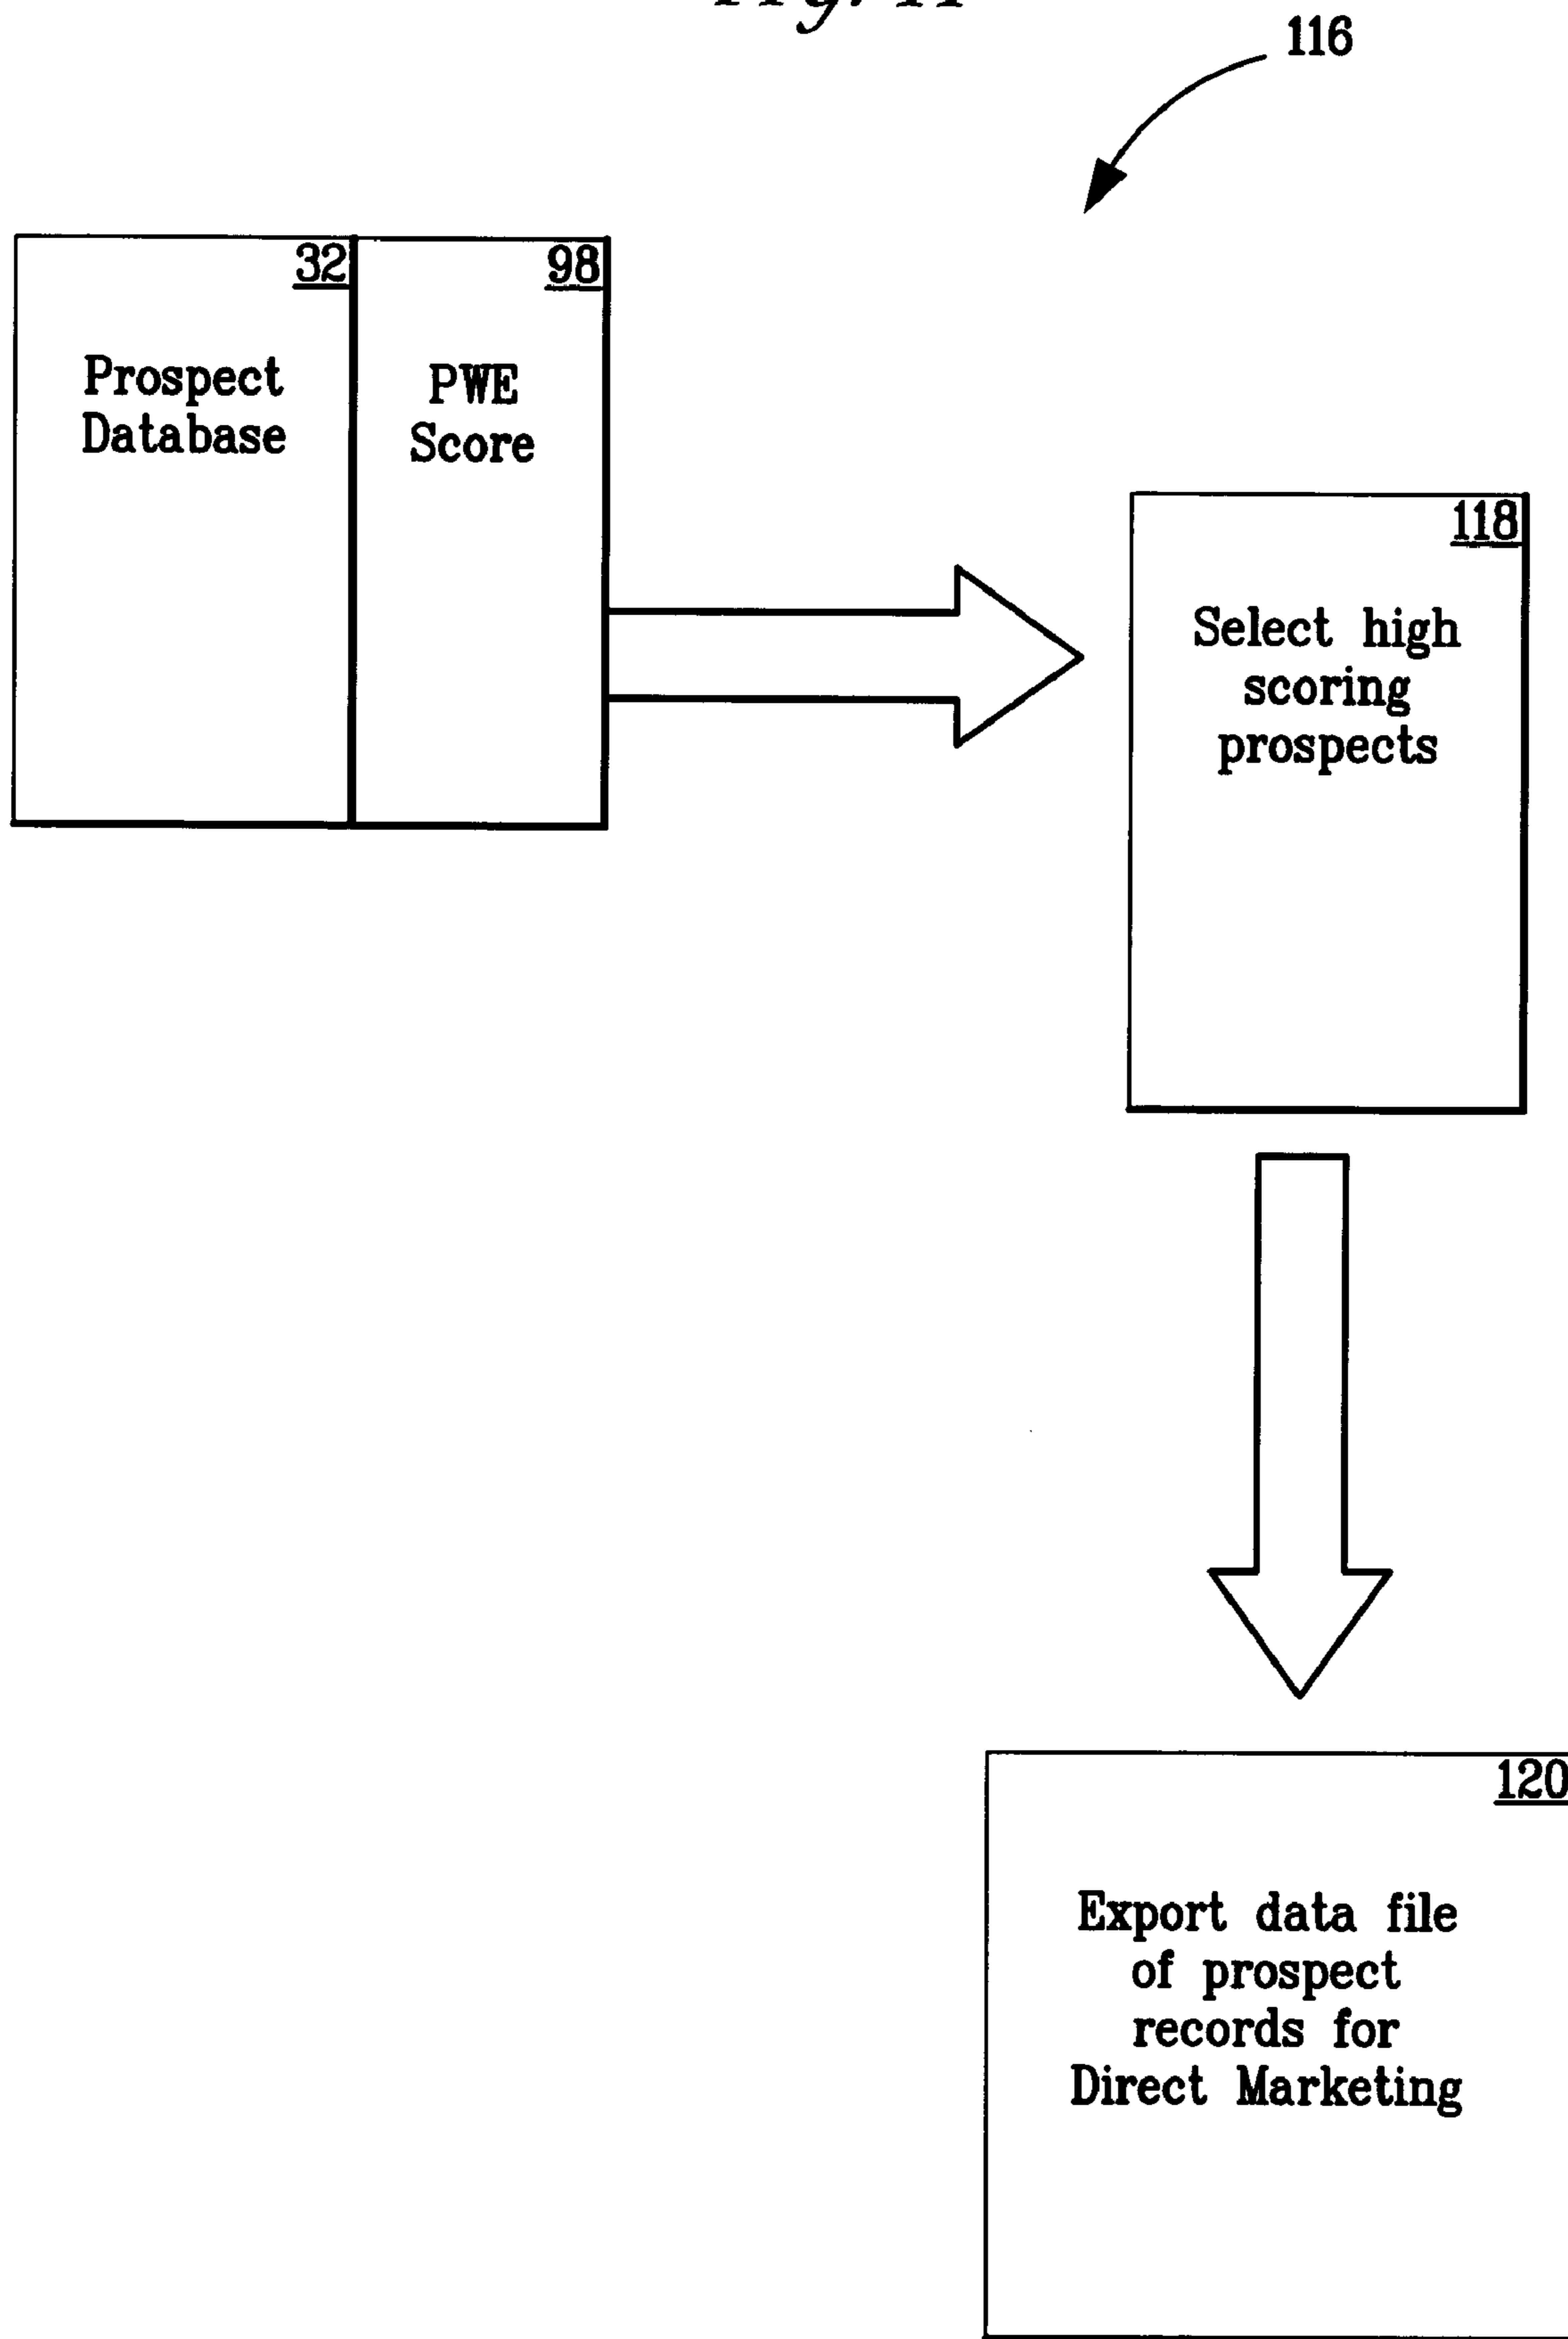 116
32
Prospect
Database
98
PWE
Score
118
Select high
scoring
prospects
120
Export data file
of prospect
records for
Direct Marketing